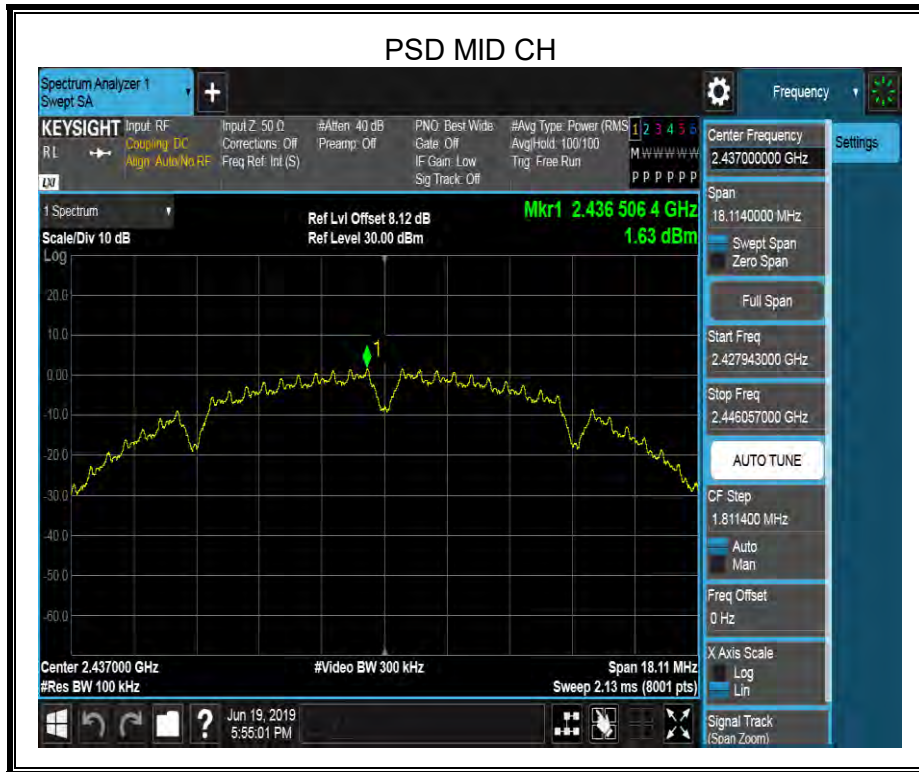 PSD MID CH
Spectrum Analyzer 1
Swept SA
+
Frequency
Settings
KEYSIGHT
RL
LXI
Input: RF
Coupling: DC
Align: Auto/No RF
Input Z: 50 Ω
Corrections: Off
Freq Ref: Int (S)
#Atten: 40 dB
Preamp: Off
PNO: Best Wide
Gate: Off
IF Gain: Low
Sig Track: Off
#Avg Type: Power (RMS
Avg|Hold: 100/100
Trig: Free Run
1 2 3 4 5 6
M W W W W W
P P P P P P
1 Spectrum
Scale/Div 10 dB
Ref Lvl Offset 8.12 dB
Ref Level 30.00 dBm
Mkr1 2.436 506 4 GHz
1.63 dBm
Log
20.0
10.0
0.00
-10.0
-20.0
-30.0
-40.0
-50.0
-60.0
1
Center 2.437000 GHz
#Res BW 100 kHz
#Video BW 300 kHz
Span 18.11 MHz
Sweep 2.13 ms (8001 pts)
Center Frequency
2.437000000 GHz
Span
18.1140000 MHz
Swept Span
Zero Span
Full Span
Start Freq
2.427943000 GHz
Stop Freq
2.446057000 GHz
AUTO TUNE
CF Step
1.811400 MHz
Auto
Man
Freq Offset
0 Hz
X Axis Scale
Log
Lin
Signal Track
(Span Zoom)
?
Jun 19, 2019
5:55:01 PM